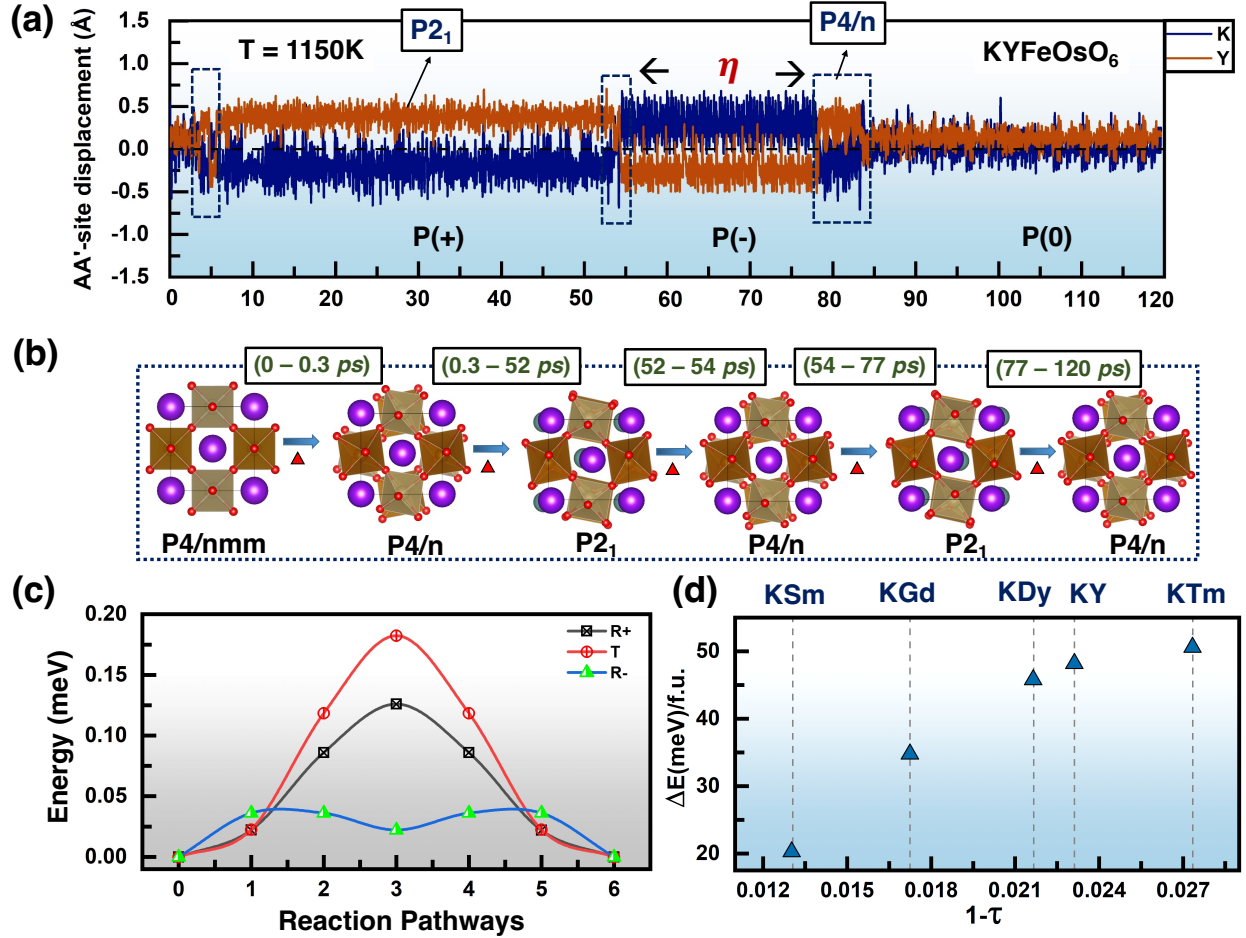 (a)
AA'-site displacement (Å)
1.5
1.0
0.5
0.0
-0.5
-1.0
-1.5
T = 1150K
P2₁
η
P4/n
KYFeOsO₆
K
Y
P(+)
P(-)
P(0)
0 10 20 30 40 50 60 70 80 90 100 110 120
(b)
(0 – 0.3 ps) (0.3 – 52 ps) (52 – 54 ps) (54 – 77 ps) (77 – 120 ps)
P4/nmm P4/n P2₁ P4/n P2₁ P4/n
(c)
Energy (meV)
0.20
0.15
0.10
0.05
0.00
R+
T
R-
0 1 2 3 4 5 6
Reaction Pathways
(d)
KSm KGd KDy KY KTm
ΔE(meV)/f.u.
50
40
30
20
0.012 0.015 0.018 0.021 0.024 0.027
1-τ